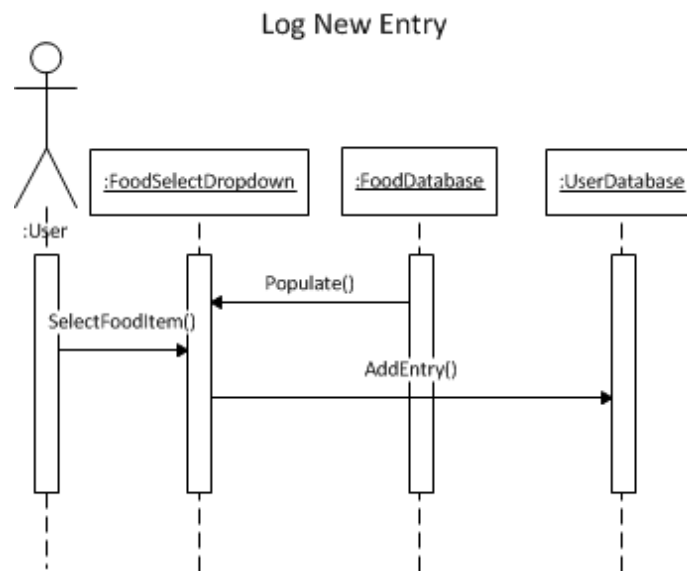 Log New Entry
:FoodSelectDropdown
:FoodDatabase
:UserDatabase
:User
Populate()
SelectFoodItem()
AddEntry()